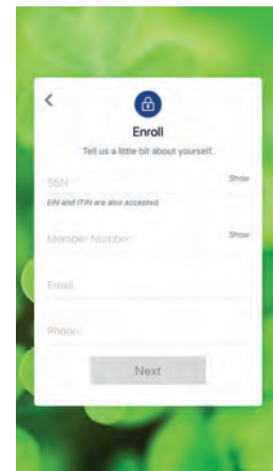 Enroll
Tell us a little bit about yourself.
SSN
Show
EIN and ITIN are also accepted
Member Number
Show
Email
Phone
Next